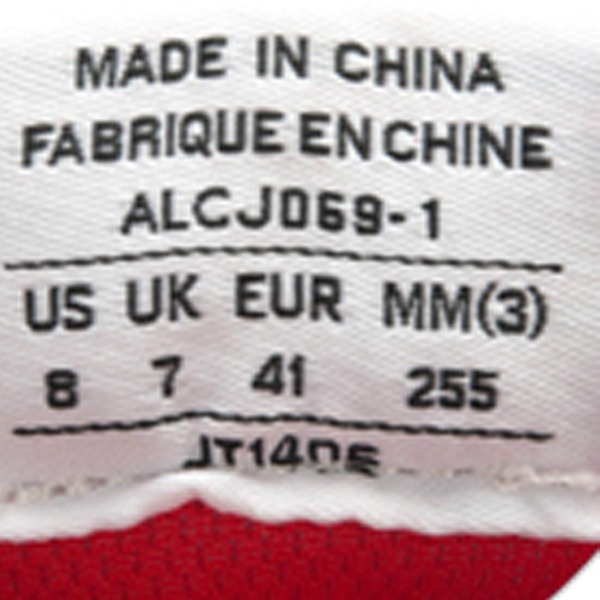 MADE IN CHINA
FABRIQUE EN CHINE
ALCJ069-1
US UK EUR MM(3)
8 7 41 255